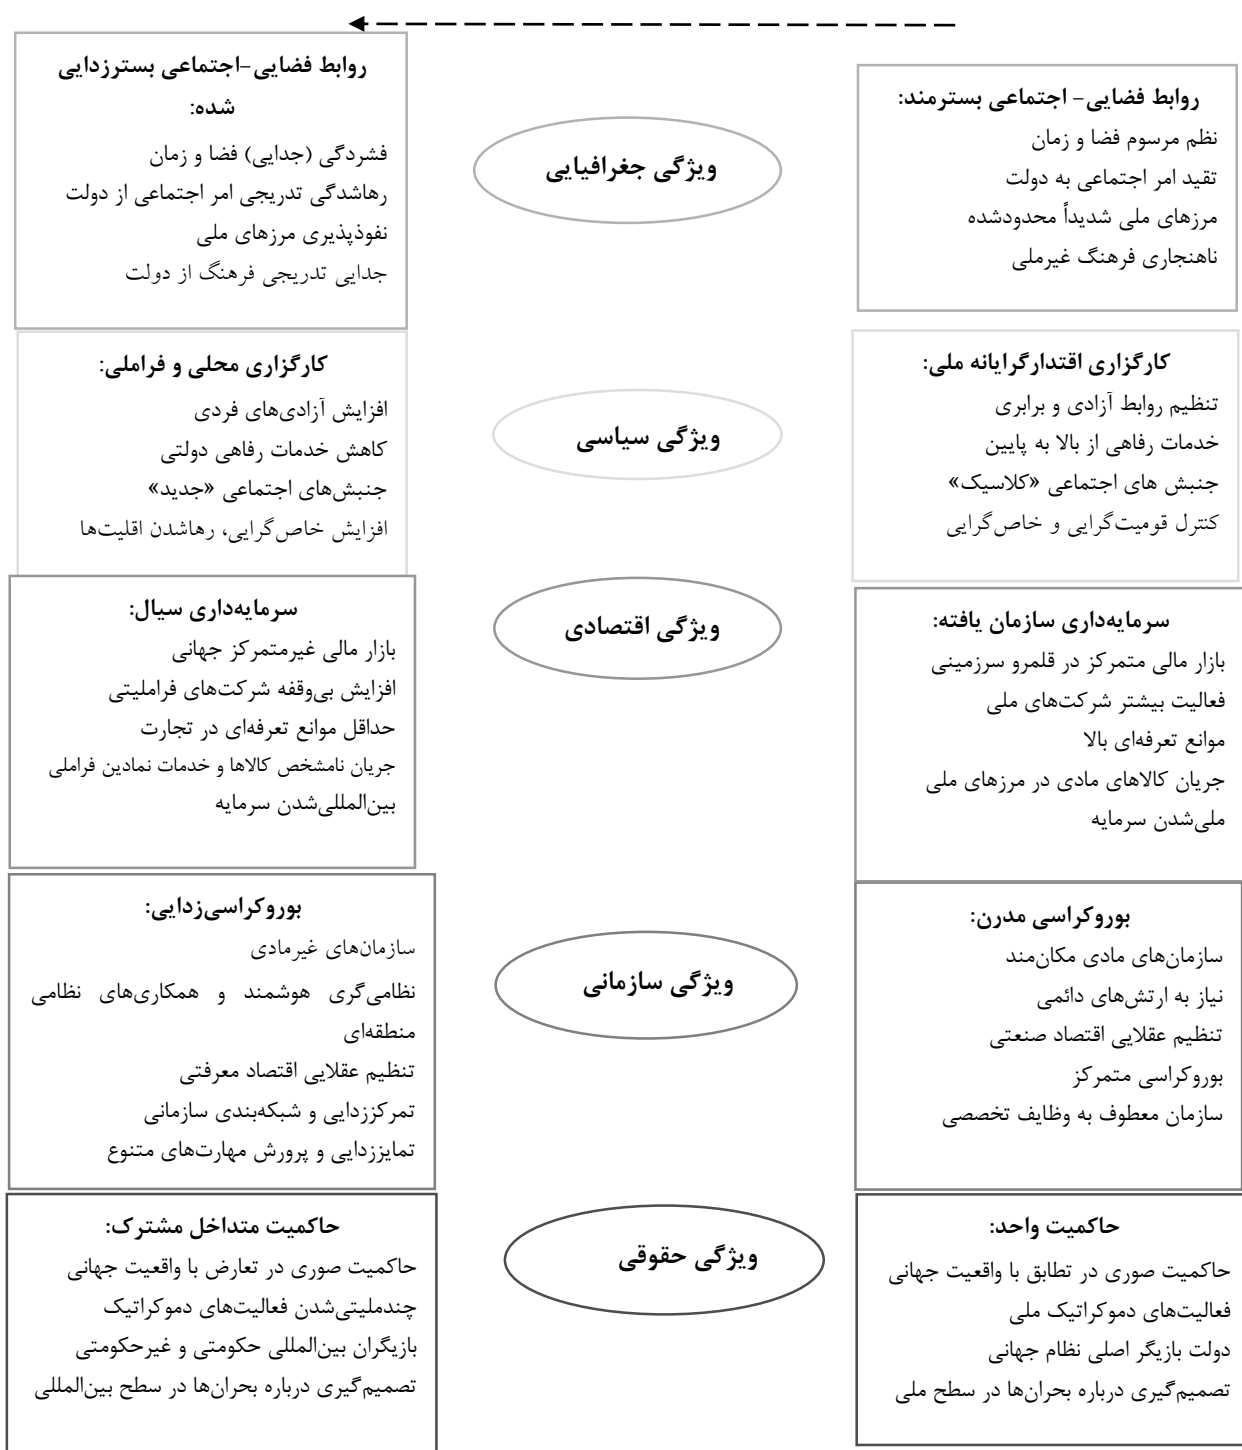 روابط فضایی- اجتماعی بسترمند:
نظم مرسوم فضا و زمان
تقید امر اجتماعی به دولت
مرزهای ملی شدیداً محدودشده
ناهنجاری فرهنگ غیرملی
ویژگی جغرافیایی
روابط فضایی-اجتماعی بسترزدایی
شده:
فشردگی (جدایی) فضا و زمان
رهاشدگی تدریجی امر اجتماعی از دولت
نفوذپذیری مرزهای ملی
جدایی تدریجی فرهنگ از دولت
کارگزاری اقتدارگرایانه ملی:
تنظیم روابط آزادی و برابری
خدمات رفاهی از بالا به پایین
جنبش های اجتماعی «کلاسیک»
کنترل قومیت‌گرایی و خاص‌گرایی
ویژگی سیاسی
کارگزاری محلی و فراملی:
افزایش آزادی‌های فردی
کاهش خدمات رفاهی دولتی
جنبش‌های اجتماعی «جدید»
افزایش خاص‌گرایی، رهاشدن اقلیت‌ها
سرمایه‌داری سازمان یافته:
بازار مالی متمرکز در قلمرو سرزمینی
فعالیت بیشتر شرکت‌های ملی
موانع تعرفه‌ای بالا
جریان کالاهای مادی در مرزهای ملی
ملی‌شدن سرمایه
ویژگی اقتصادی
سرمایه‌داری سیال:
بازار مالی غیرمتمرکز جهانی
افزایش بی‌وقفه شرکت‌های فراملیتی
حداقل موانع تعرفه‌ای در تجارت
جریان نامشخص کالاها و خدمات نمادین فراملی
بین‌المللی‌شدن سرمایه
بوروکراسی مدرن:
سازمان‌های مادی مکان‌مند
نیاز به ارتش‌های دائمی
تنظیم عقلایی اقتصاد صنعتی
بوروکراسی متمرکز
سازمان معطوف به وظایف تخصصی
ویژگی سازمانی
بوروکراسی‌زدایی:
سازمان‌های غیرمادی
نظامی‌گری هوشمند و همکاری‌های نظامی
منطقه‌ای
تنظیم عقلایی اقتصاد معرفتی
تمرکززدایی و شبکه‌بندی سازمانی
تمایززدایی و پرورش مهارت‌های متنوع
حاکمیت واحد:
حاکمیت صوری در تطابق با واقعیت جهانی
فعالیت‌های دموکراتیک ملی
دولت بازیگر اصلی نظام جهانی
تصمیم‌گیری درباره بحران‌ها در سطح ملی
ویژگی حقوقی
حاکمیت متداخل مشترک:
حاکمیت صوری در تعارض با واقعیت جهانی
چندملیتی‌شدن فعالیت‌های دموکراتیک
بازیگران بین‌المللی حکومتی و غیرحکومتی
تصمیم‌گیری درباره بحران‌ها در سطح بین‌المللی